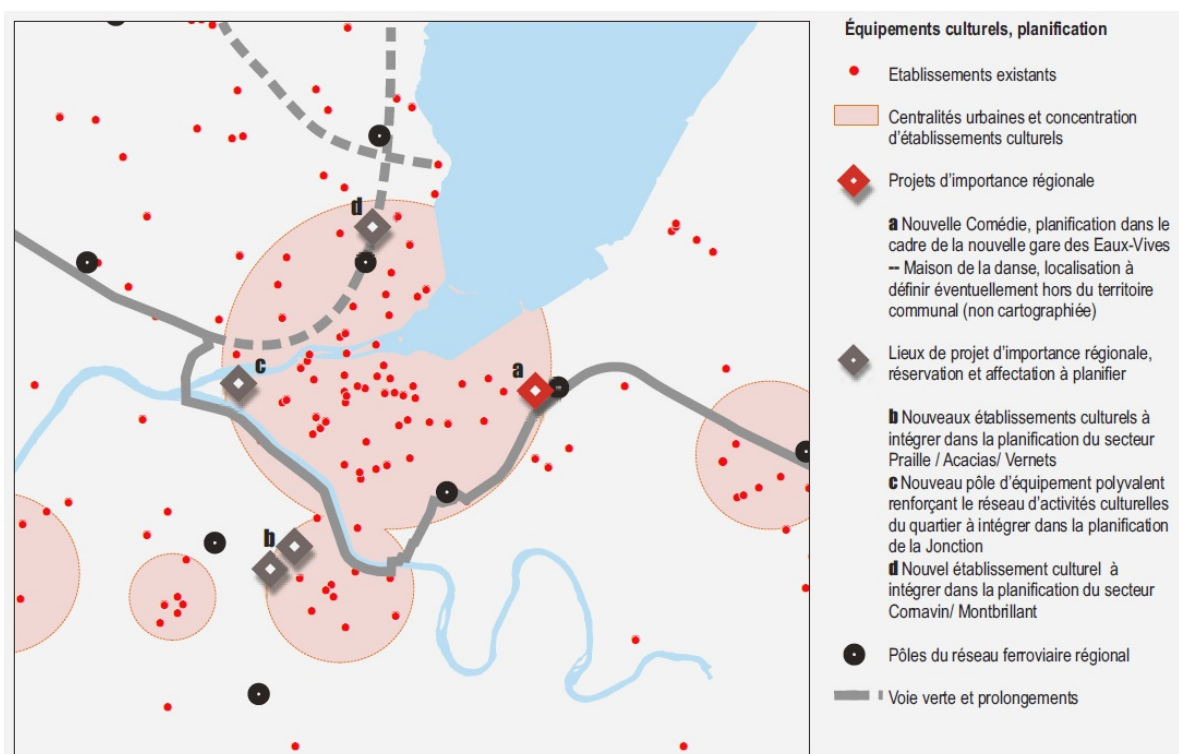 Équipements culturels, planification
Etablissements existants
Centralités urbaines et concentration
d'établissements culturels
Projets d'importance régionale
a Nouvelle Comédie, planification dans le
cadre de la nouvelle gare des Eaux-Vives
-- Maison de la danse, localisation à
définir éventuellement hors du territoire
communal (non cartographiée)
Lieux de projet d'importance régionale,
réservation et affectation à planifier
b Nouveaux établissements culturels à
intégrer dans la planification du secteur
Praille / Acacias/ Vernets
c Nouveau pôle d'équipement polyvalent
renforçant le réseau d'activités culturelles
du quartier à intégrer dans la planification
de la Jonction
d Nouvel établissement culturel à
intégrer dans la planification du secteur
Cornavin/ Montbrillant
Pôles du réseau ferroviaire régional
Voie verte et prolongements
d
c
a
b